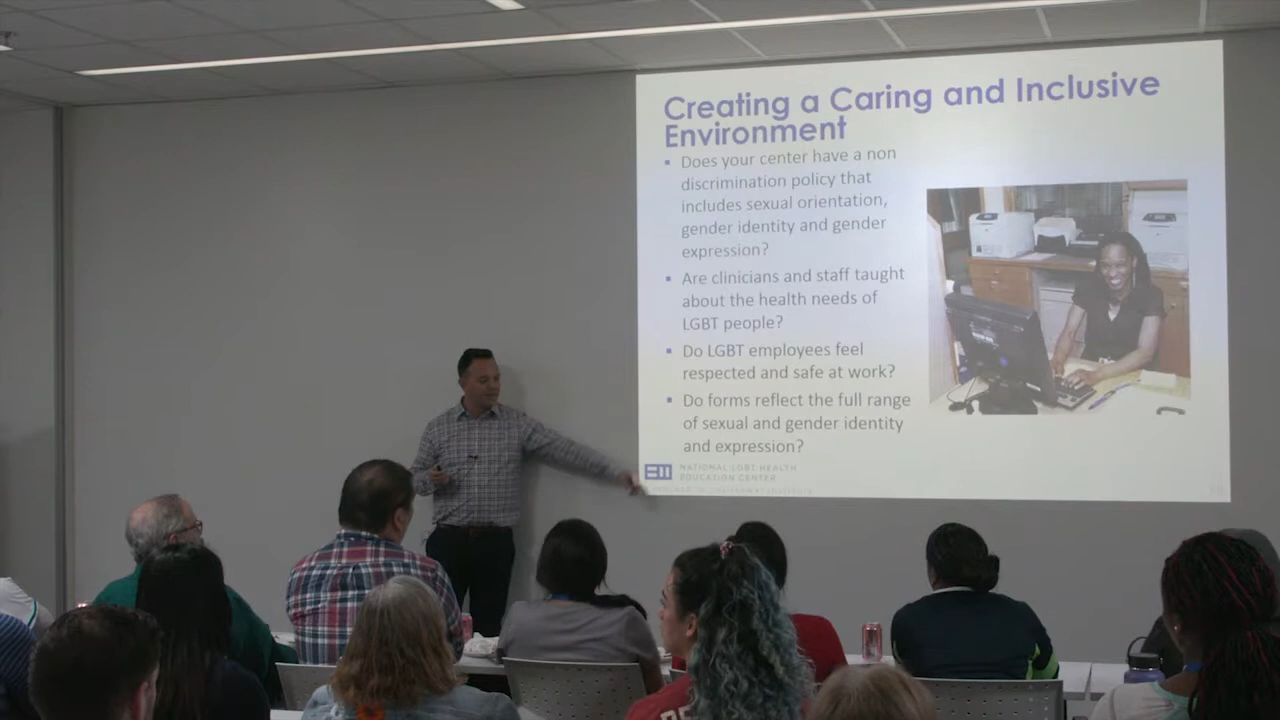 Creating a Caring and Inclusive
Environment
▪ Does your center have a non
discrimination policy that
includes sexual orientation,
gender identity and gender
expression?
▪ Are clinicians and staff taught
about the health needs of
LGBT people?
▪ Do LGBT employees feel
respected and safe at work?
▪ Do forms reflect the full range
of sexual and gender identity
and expression?
NATIONAL LGBT HEALTH
EDUCATION CENTER